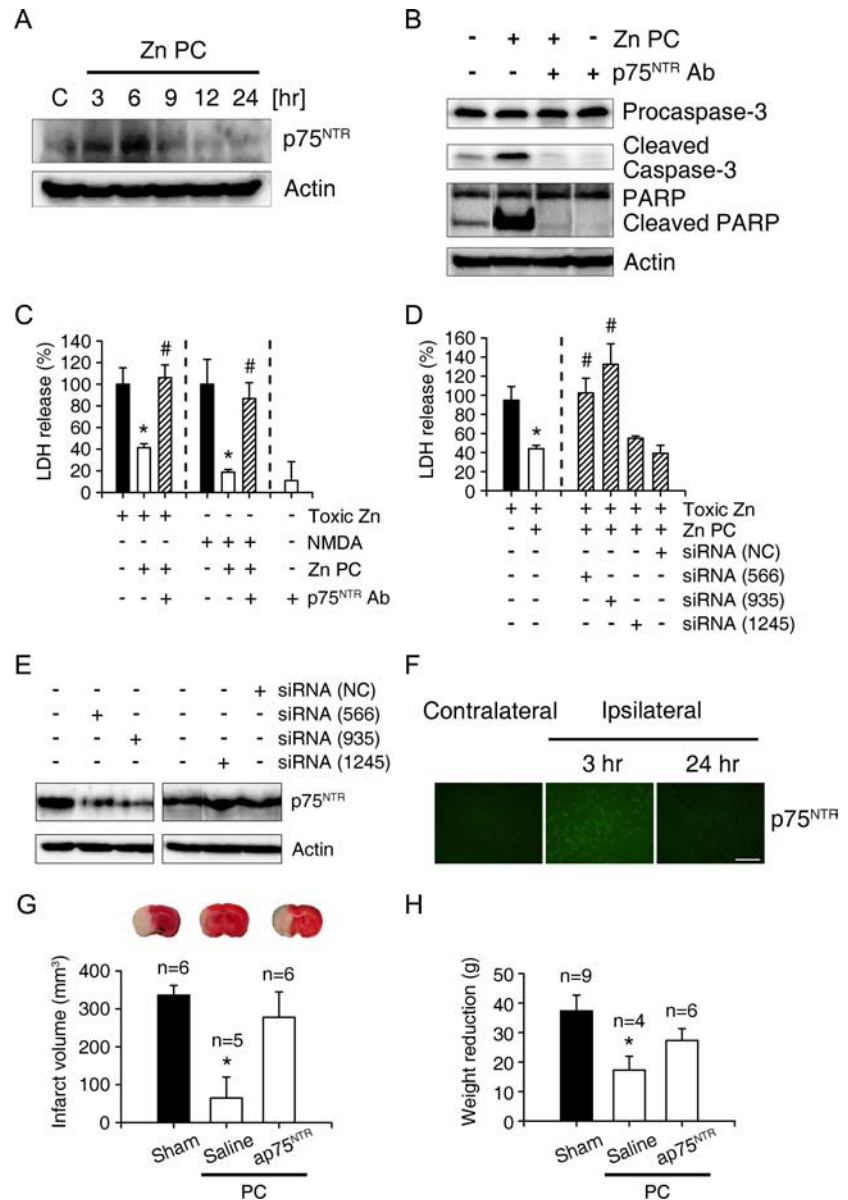 A
Zn PC
C 3 6 9 12 24 [hr]
p75NTR
Actin
B
- + + - Zn PC
- - + + p75NTR Ab
Procaspase-3
Cleaved
Caspase-3
PARP
Cleaved PARP
Actin
C
LDH release (%)
140
120
100
80
60
40
20
0
* # * #
+ + + - - - - Toxic Zn
- - - + + + - NMDA
- + + - + + - Zn PC
- - + - - + + p75NTR Ab
D
LDH release (%)
160
140
120
100
80
60
40
20
0
* # #
+ + + + + + Toxic Zn
- + + + + + Zn PC
- - - - - + siRNA (NC)
- - + - - - siRNA (566)
- - - + - - siRNA (935)
- - - - + - siRNA (1245)
E
- - - - - + siRNA (NC)
- + - - - - siRNA (566)
- - + - - - siRNA (935)
- - - - + - siRNA (1245)
p75NTR
Actin
F
Contralateral Ipsilateral
3 hr 24 hr
p75NTR
G
Infarct volume (mm3)
400
300
200
100
0
n=6
n=5
*
n=6
Sham Saline ap75NTR
PC
H
Weight reduction (g)
50
40
30
20
10
0
n=9
n=4
*
n=6
Sham Saline ap75NTR
PC